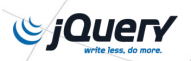 jQuery
write less, do more.